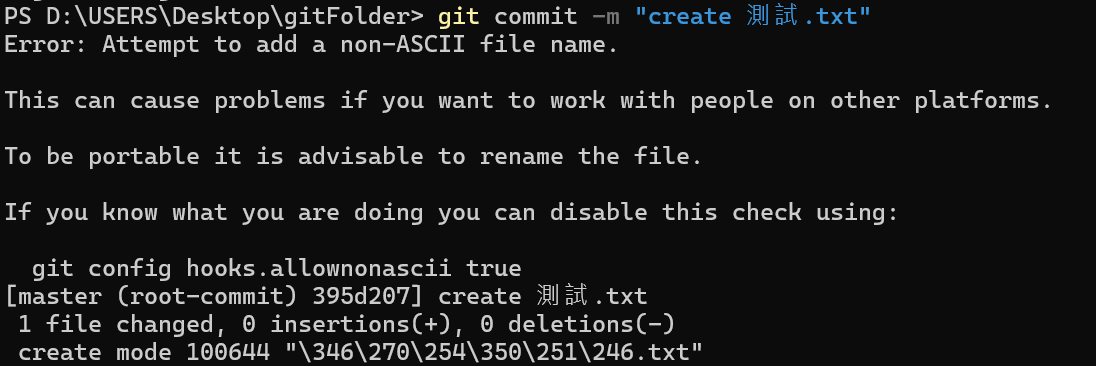 PS D:\USERS\Desktop\gitFolder> git commit -m "create 測試.txt"
Error: Attempt to add a non-ASCII file name.
This can cause problems if you want to work with people on other platforms.
To be portable it is advisable to rename the file.
If you know what you are doing you can disable this check using:
git config hooks.allownonascii true
[master (root-commit) 395d207] create 測試.txt
1 file changed, 0 insertions(+), 0 deletions(-)
create mode 100644 "\346\270\254\350\251\246.txt"